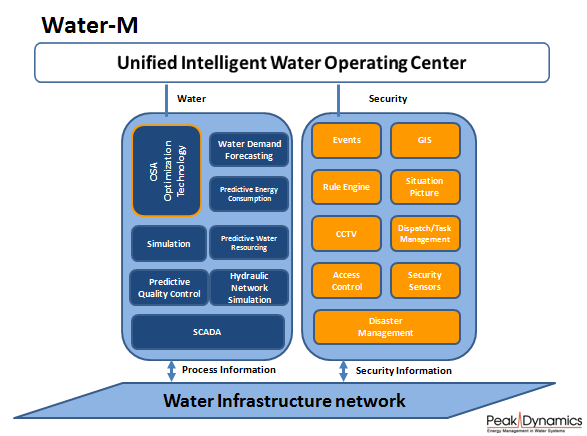 Water-M
Unified Intelligent Water Operating Center
Water
Security
OSA
Optimization
Technology
Water Demand
Forecasting
Predictive Energy
Consumption
Simulation
Predictive Water
Resourcing
Predictive
Quality Control
Hydraulic
Network
Simulation
SCADA
Events
GIS
Rule Engine
Situation
Picture
CCTV
Dispatch/Task
Management
Access
Control
Security
Sensors
Disaster
Management
Process Information
Security Information
Water Infrastructure network
Peak Dynamics
Energy Management in Water Systems